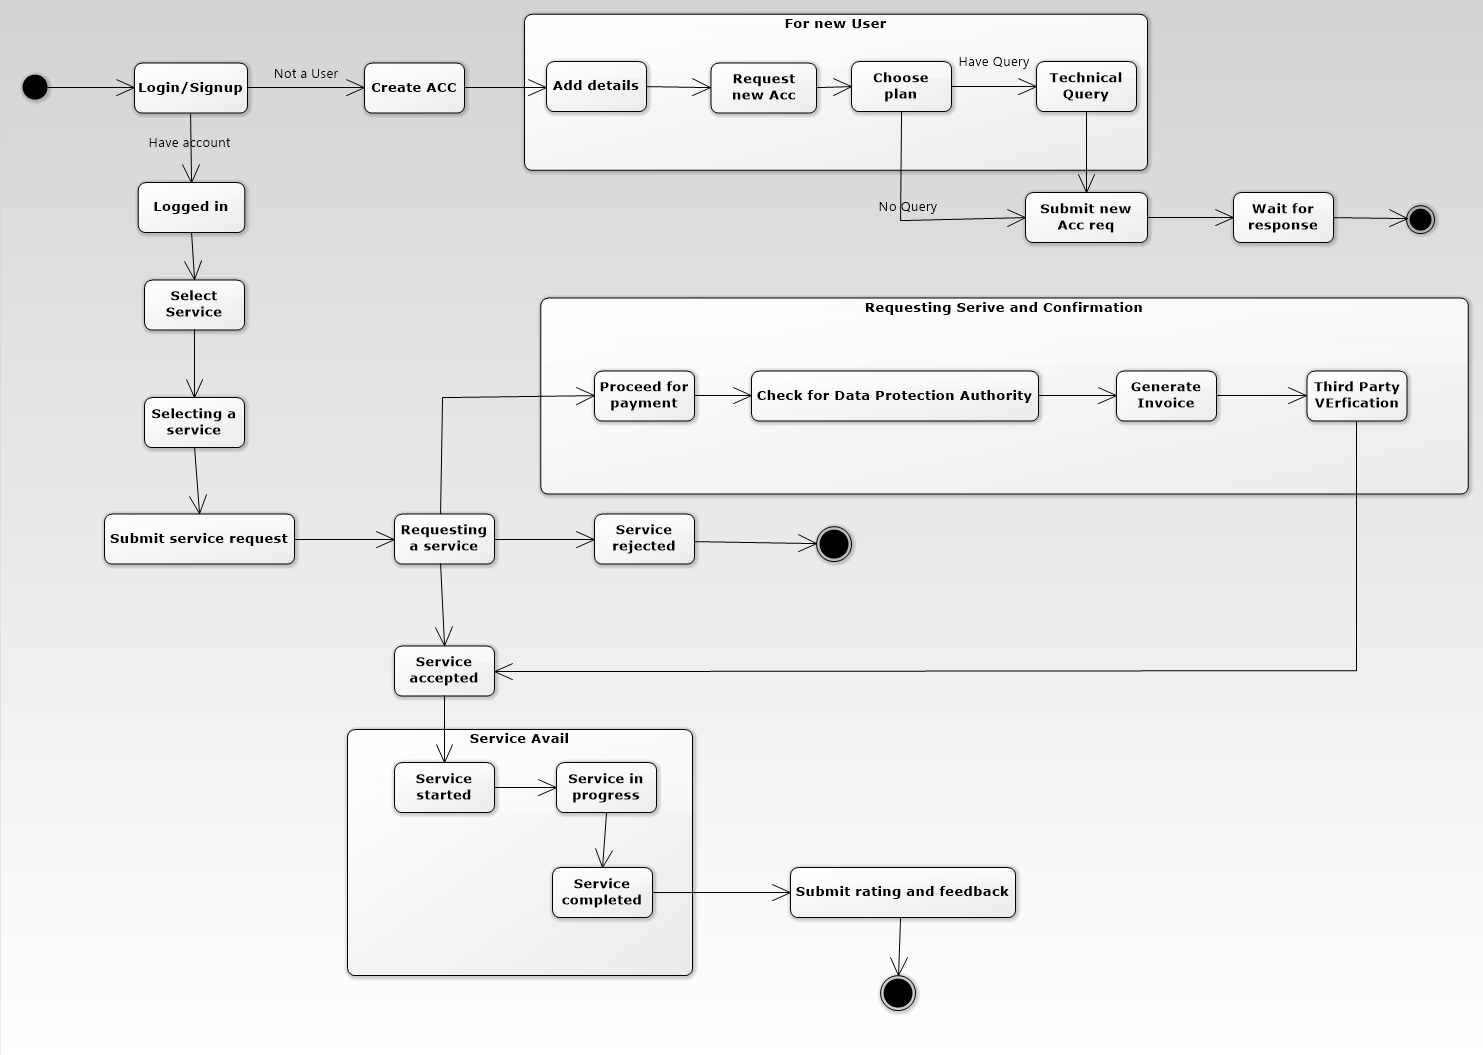 For new User
Not a User
Have Query
Login/Signup
Create ACC
Add details
Request
new Acc
Choose
plan
Technical
Query
Have account
Logged in
No Query
Submit new
Acc req
Wait for
response
Select
Service
Requesting Serive and Confirmation
Selecting a
service
Proceed for
payment
Check for Data Protection Authority
Generate
Invoice
Third Party
VErfication
Submit service request
Requesting
a service
Service
rejected
Service
accepted
Service Avail
Service
started
Service in
progress
Service
completed
Submit rating and feedback